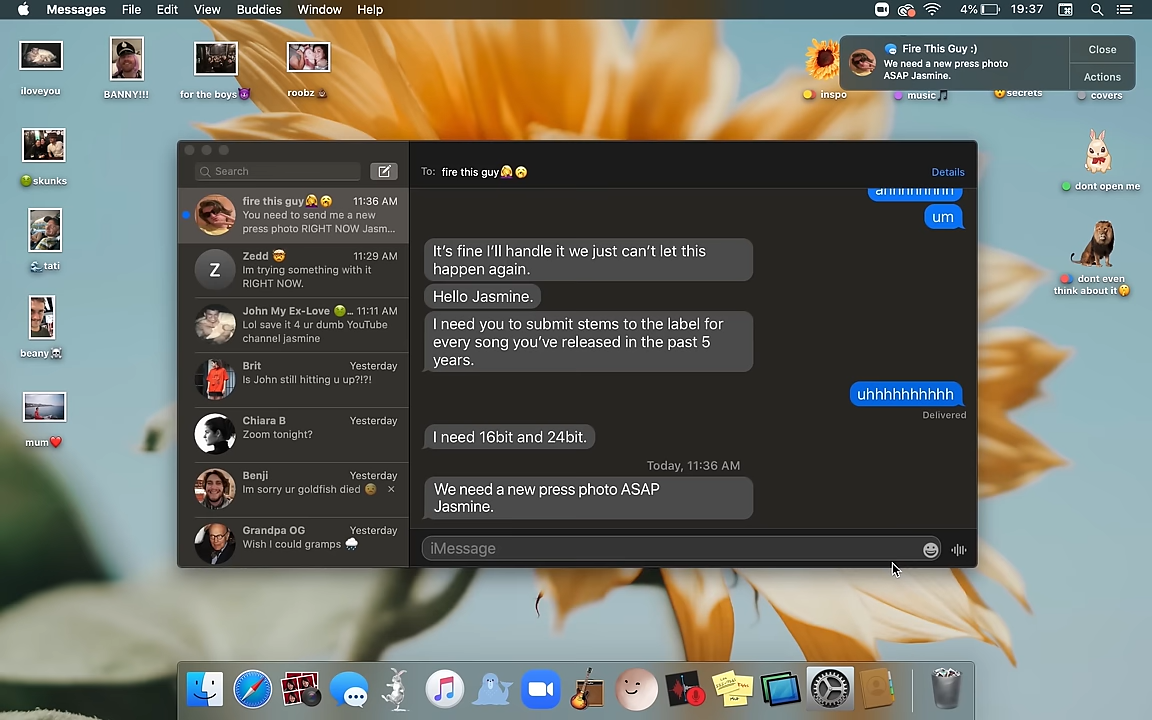 Messages File Edit View Buddies Window Help
4% 19:37
iloveyou
BANNY!!!
for the boys😈
roobz
inspo
music🎵
secrets
covers
Fire This Guy :)
We need a new press photo
ASAP Jasmine.
Close
Actions
🤢skunks
🌊tati
beany☠️
mum❤️
dont open me
dont even
think about it🤔
Search
fire this guy🤦‍♀️😮 11:36 AM
You need to send me a new
press photo RIGHT NOW Jasm...
Z
Zedd 🤯 11:29 AM
Im trying something with it
RIGHT NOW.
John My Ex-Love 🤢... 11:11 AM
Lol save it 4 ur dumb YouTube
channel jasmine
Brit Yesterday
Is John still hitting u up?!?!
Chiara B Yesterday
Zoom tonight?
Benji Yesterday
Im sorry ur goldfish died 😢
Grandpa OG Yesterday
Wish I could gramps 🌧️
To: fire this guy🤦‍♀️😮 Details
ahhhhhhhh
um
It's fine I'll handle it we just can't let this
happen again.
Hello Jasmine.
I need you to submit stems to the label for
every song you've released in the past 5
years.
uhhhhhhhhhh
Delivered
I need 16bit and 24bit.
Today, 11:36 AM
We need a new press photo ASAP
Jasmine.
iMessage